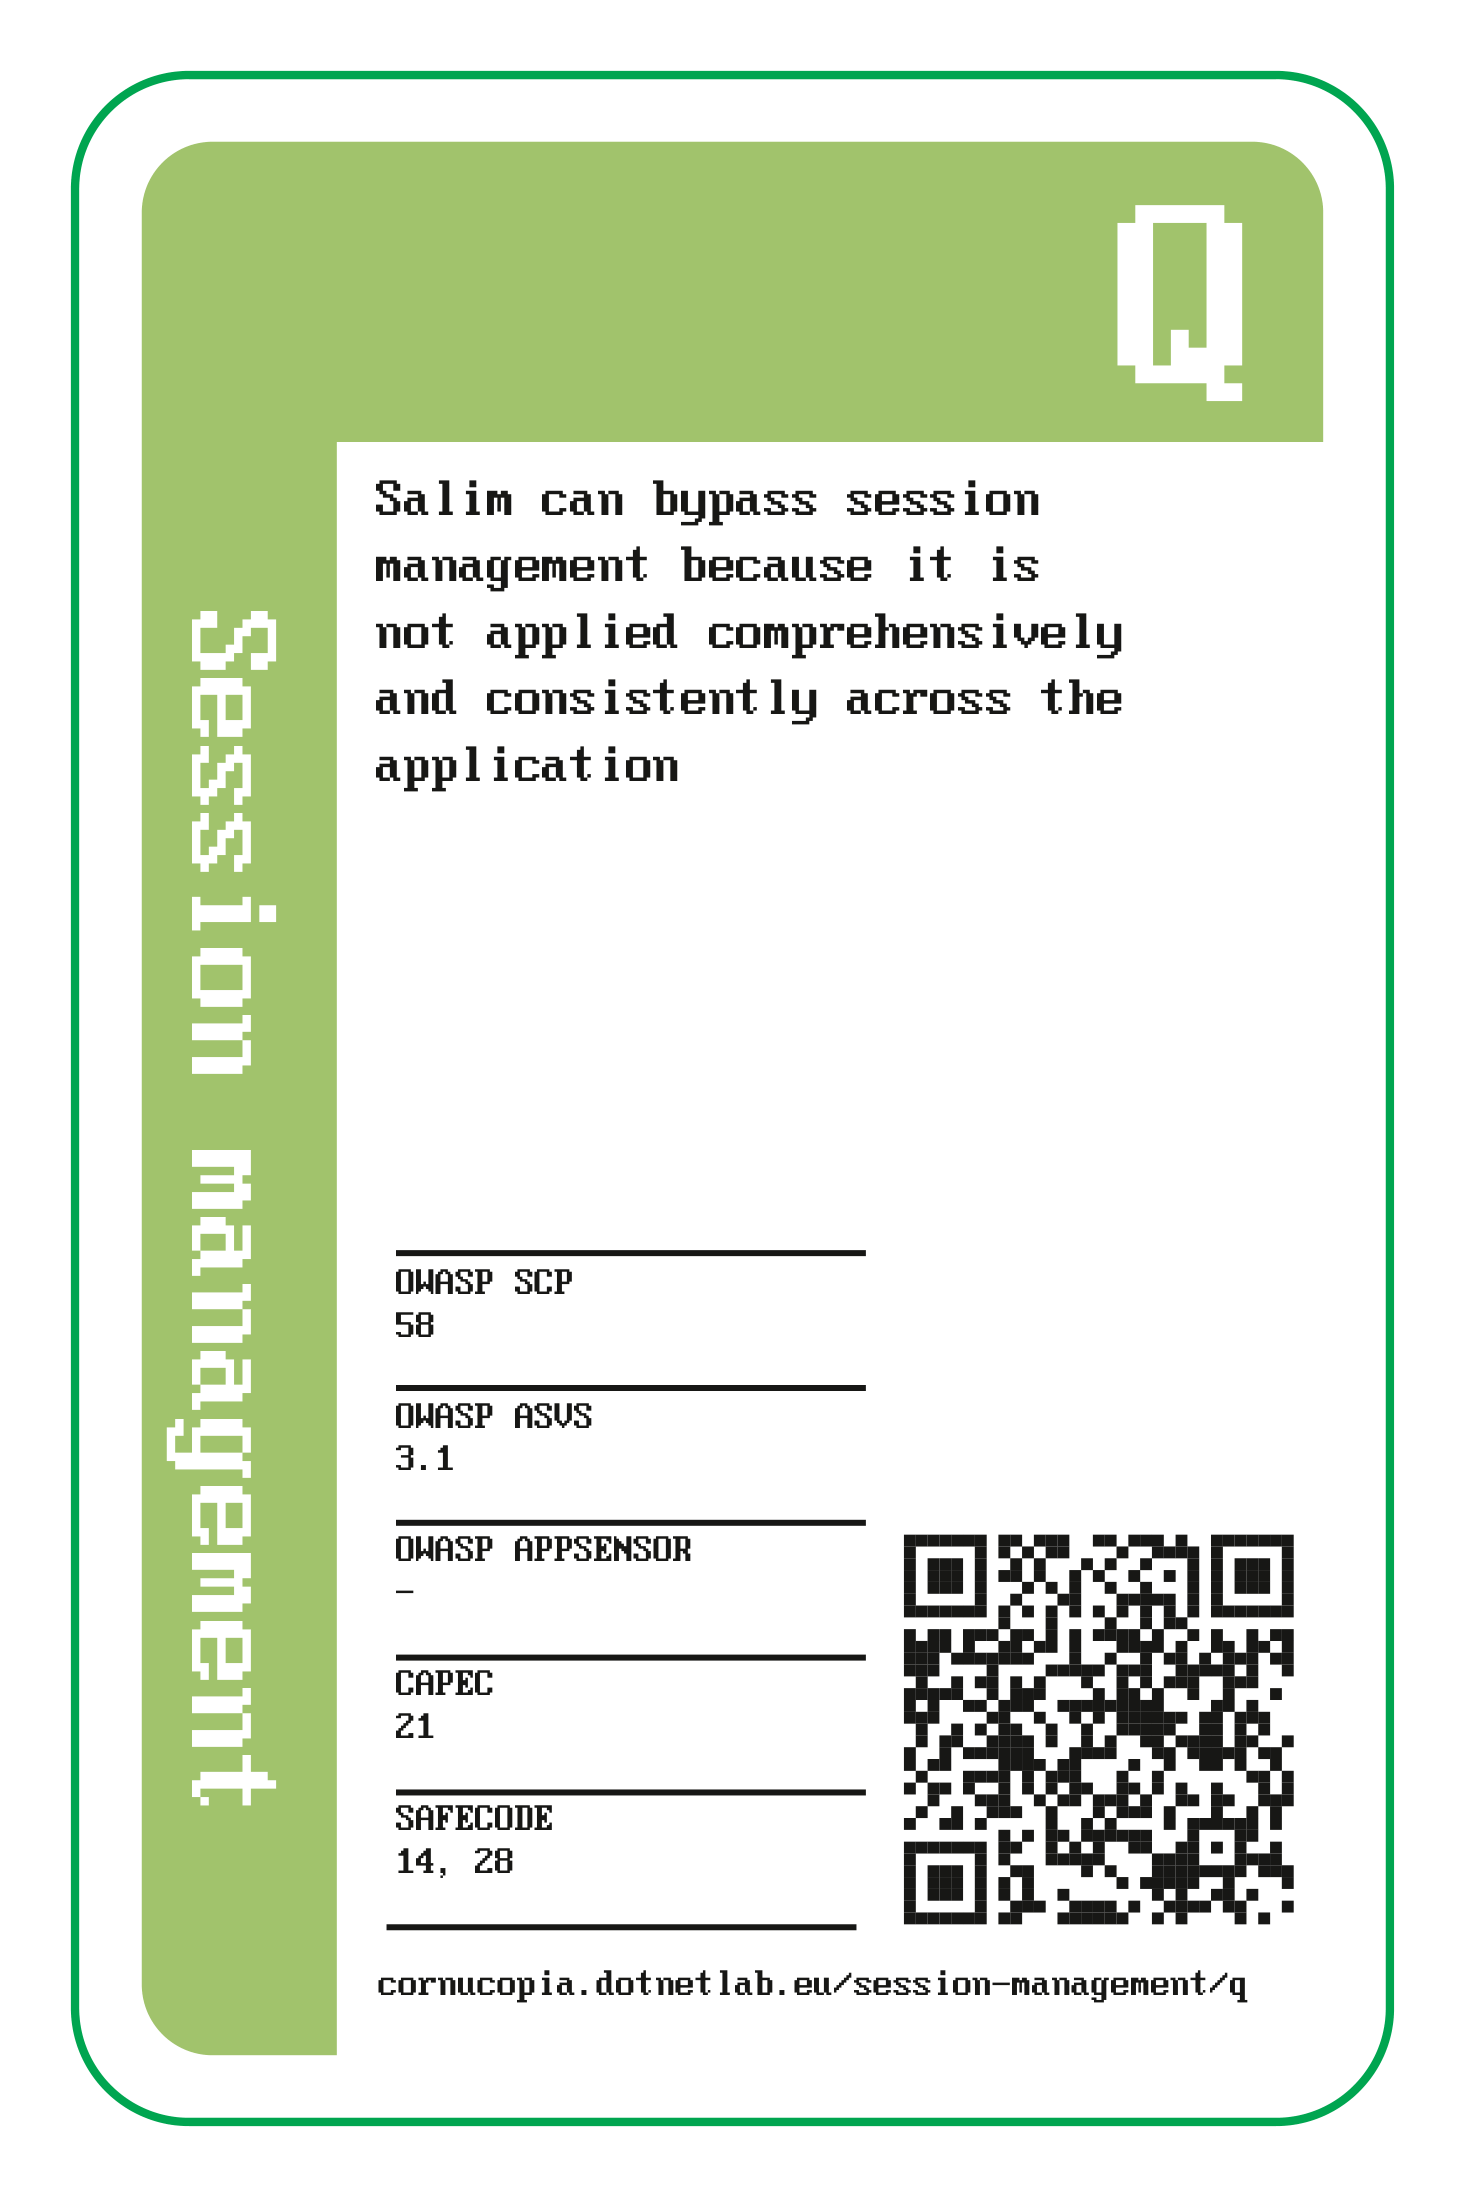 Q
Session management
Salim can bypass session
management because it is
not applied comprehensively
and consistently across the
application
OWASP SCP
58
OWASP ASVS
3.1
OWASP APPSENSOR
–
CAPEC
21
SAFECODE
14, 28
cornucopia.dotnetlab.eu/session-management/q